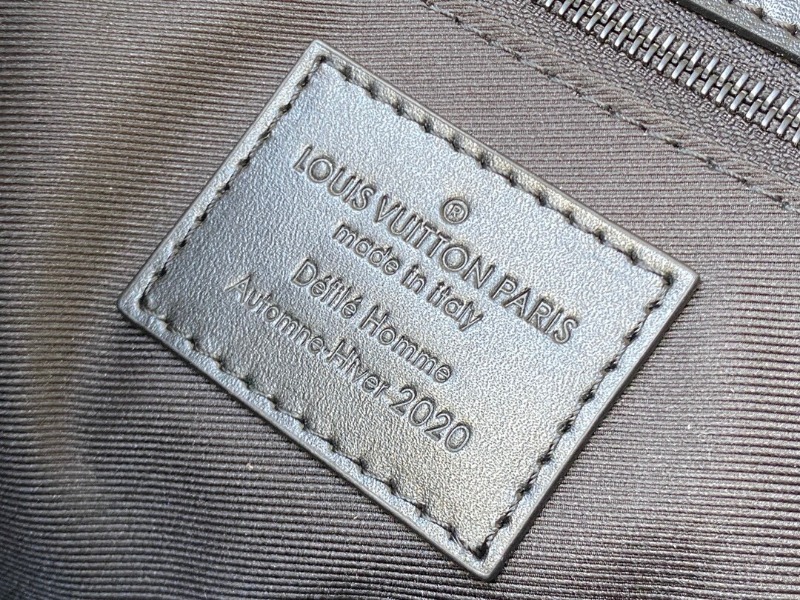 ®
LOUIS VUITTON PARIS
made in italy
Défilé Homme
Automne-Hiver 2020